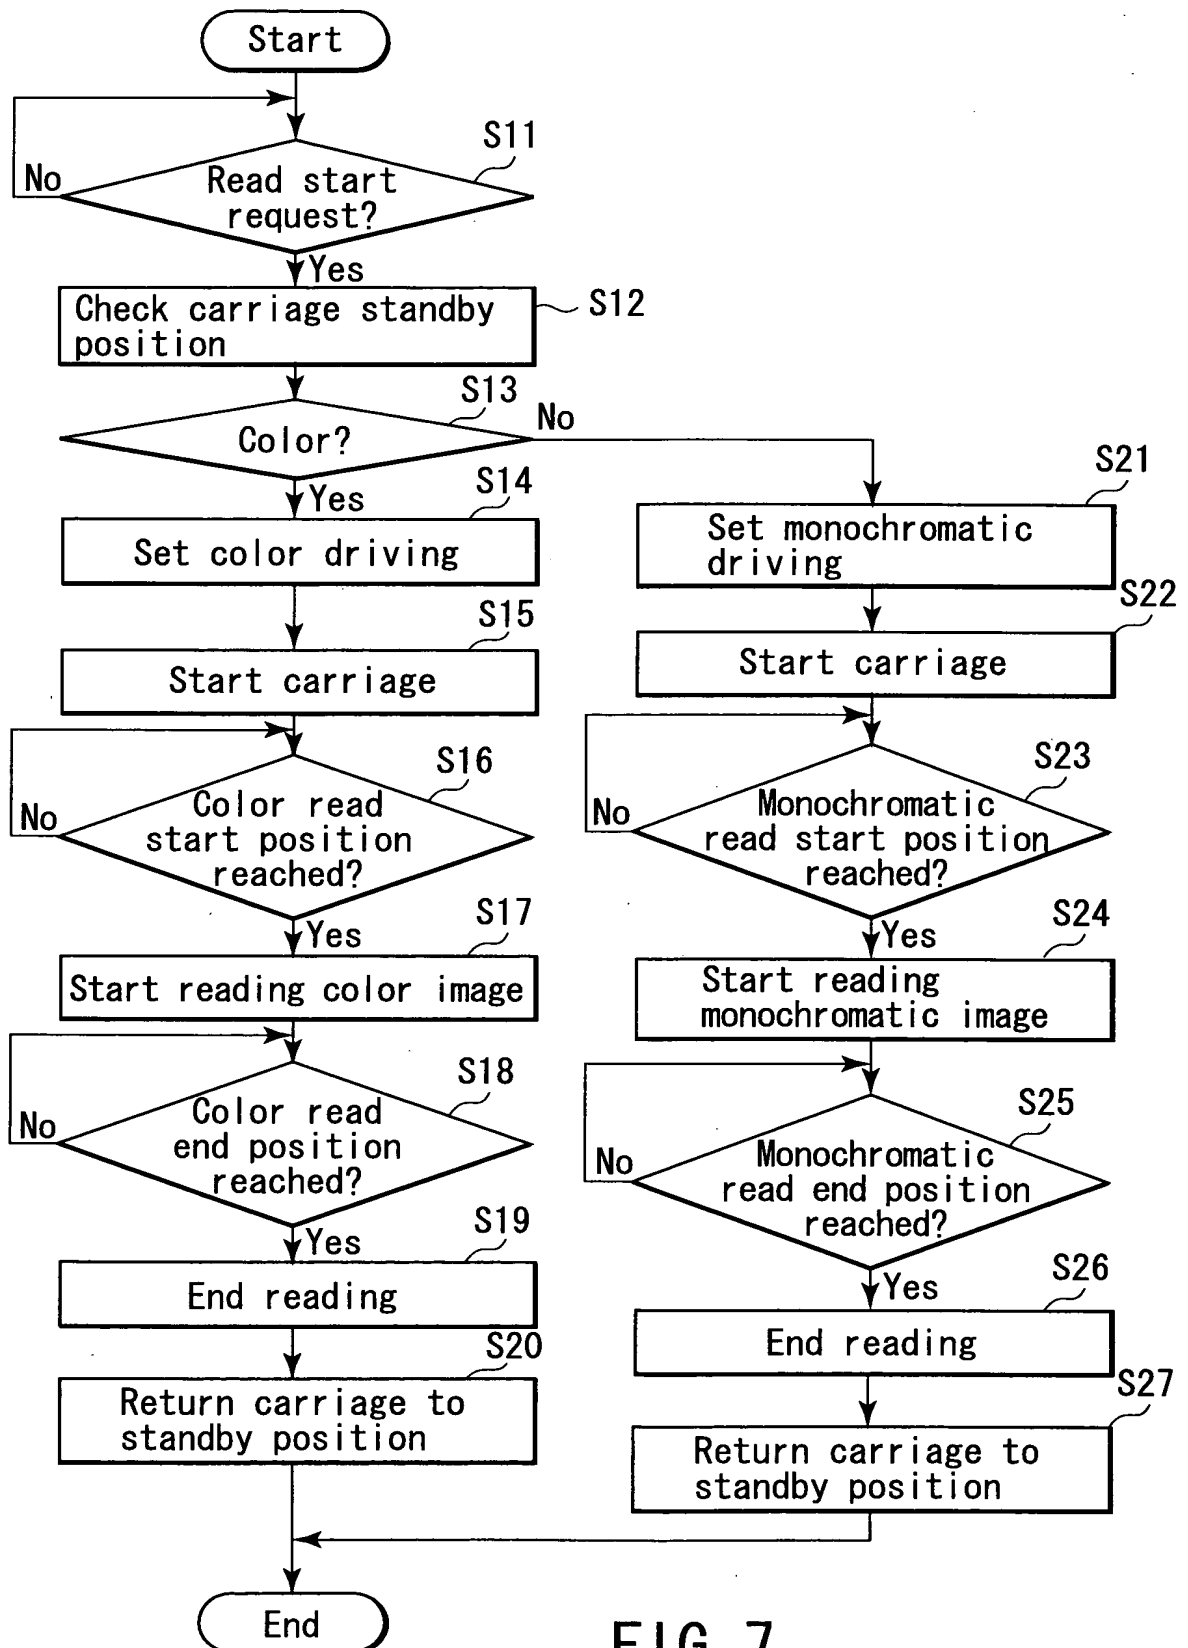 Start
S11
No
Read start
request?
Yes
Check carriage standby
position
S12
S13
No
Color?
Yes
S14
Set color driving
S15
Start carriage
S16
No
Color read
start position
reached?
Yes
S17
Start reading color image
S18
No
Color read
end position
reached?
Yes
S19
End reading
S20
Return carriage to
standby position
S21
Set monochromatic
driving
S22
Start carriage
S23
No
Monochromatic
read start position
reached?
Yes
S24
Start reading
monochromatic image
S25
No
Monochromatic
read end position
reached?
Yes
S26
End reading
S27
Return carriage to
standby position
End
FIG. 7